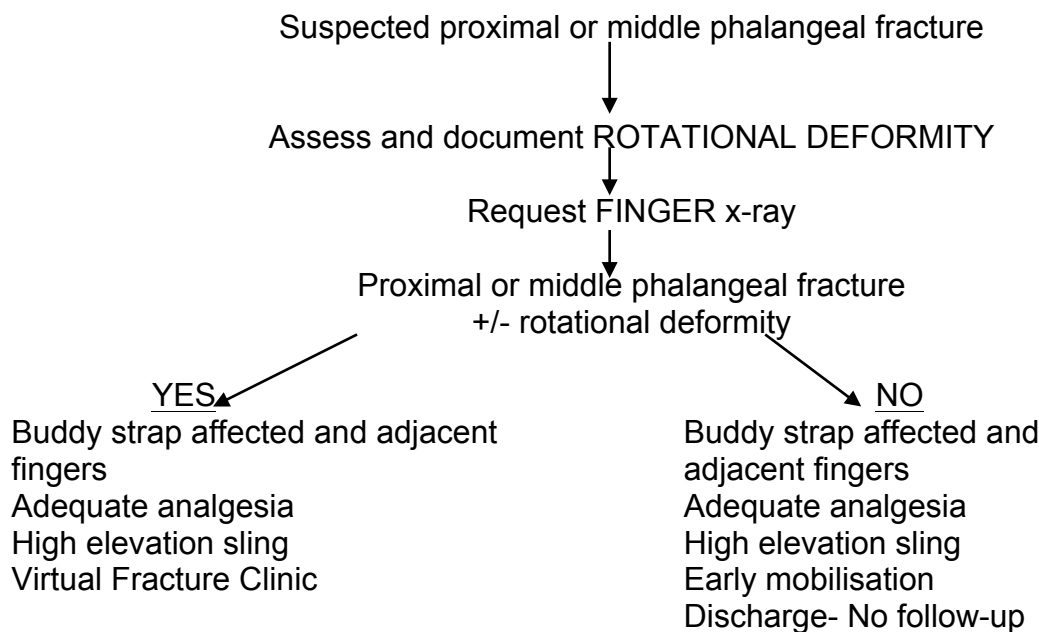 Suspected proximal or middle phalangeal fracture
Assess and document ROTATIONAL DEFORMITY
Request FINGER x-ray
Proximal or middle phalangeal fracture
+/- rotational deformity
YES
Buddy strap affected and adjacent
fingers
Adequate analgesia
High elevation sling
Virtual Fracture Clinic
NO
Buddy strap affected and
adjacent fingers
Adequate analgesia
High elevation sling
Early mobilisation
Discharge- No follow-up